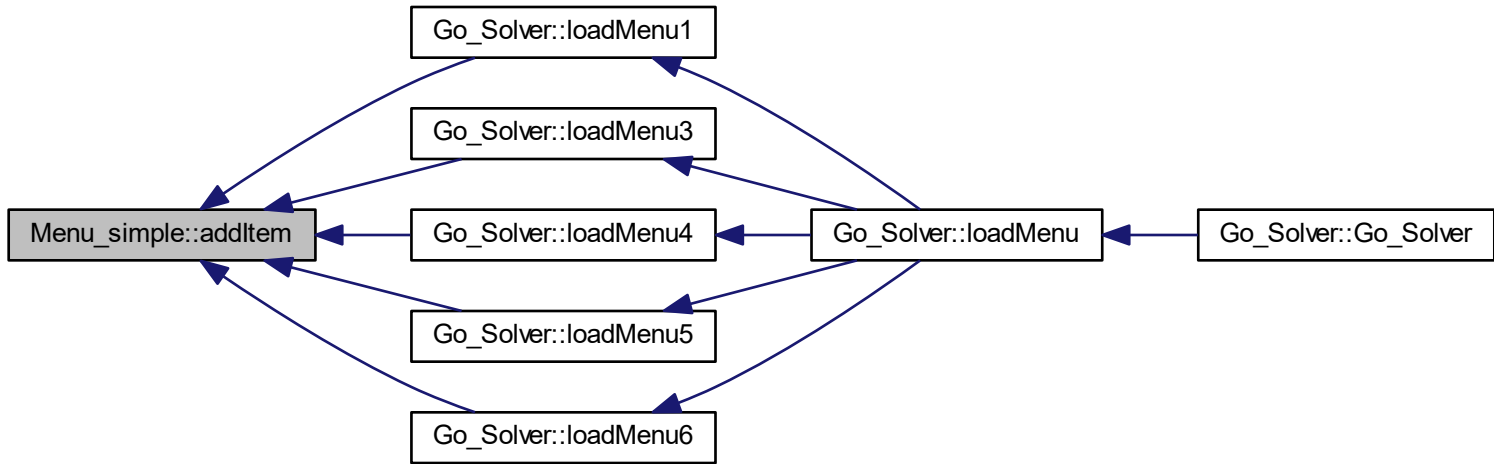 Go_Solver::loadMenu1
Go_Solver::loadMenu3
Menu_simple::addItem
Go_Solver::loadMenu4
Go_Solver::loadMenu
Go_Solver::Go_Solver
Go_Solver::loadMenu5
Go_Solver::loadMenu6